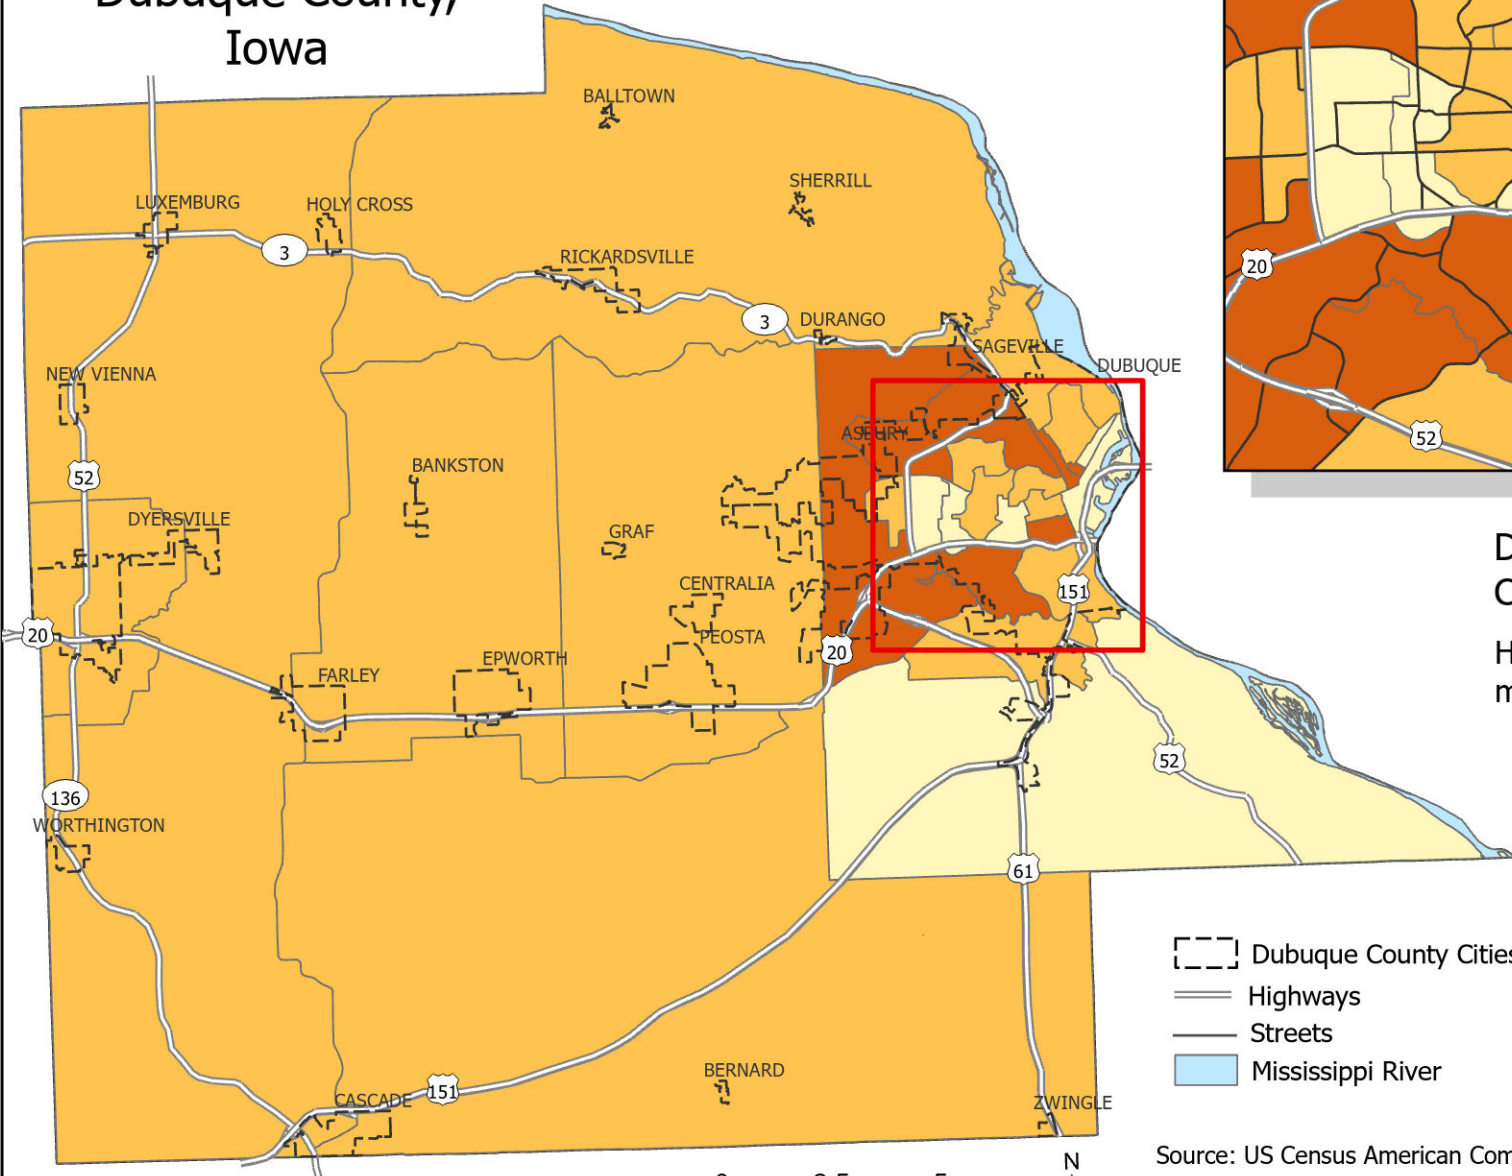 Dubuque County,
Iowa
BALLTOWN
SHERRILL
LUXEMBURG
HOLY CROSS
3
RICKARDSVILLE
3
DURANGO
SAGEVILLE
DUBUQUE
NEW VIENNA
ASBURY
52
BANKSTON
DYERSVILLE
GRAF
CENTRALIA
151
20
PEOSTA
20
EPWORTH
FARLEY
52
136
WORTHINGTON
61
BERNARD
151
CASCADE
ZWINGLE
N
20
52
Dubuque County Cities
Highways
Streets
Mississippi River
Source: US Census American